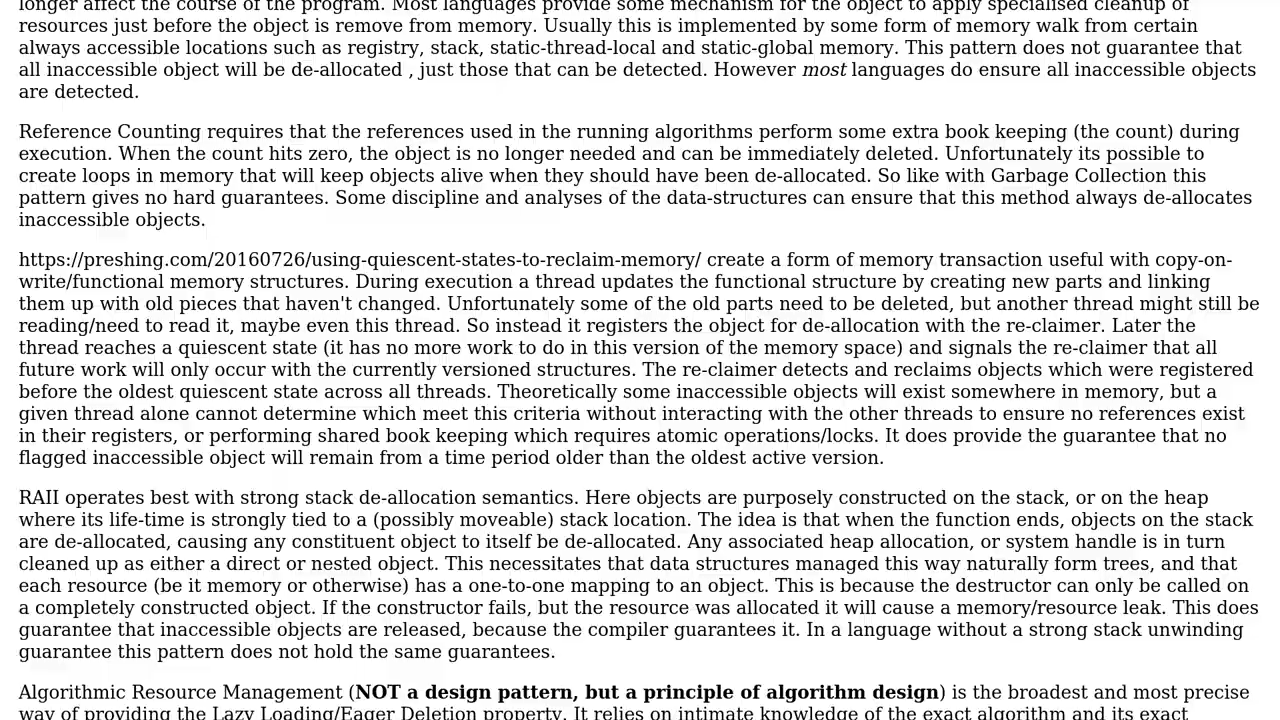 longer affect the course of the program. Most languages provide some mechanism for the object to apply specialised cleanup of
resources just before the object is remove from memory. Usually this is implemented by some form of memory walk from certain
always accessible locations such as registry, stack, static-thread-local and static-global memory. This pattern does not guarantee that
all inaccessible object will be de-allocated , just those that can be detected. However most languages do ensure all inaccessible objects
are detected.
Reference Counting requires that the references used in the running algorithms perform some extra book keeping (the count) during
execution. When the count hits zero, the object is no longer needed and can be immediately deleted. Unfortunately its possible to
create loops in memory that will keep objects alive when they should have been de-allocated. So like with Garbage Collection this
pattern gives no hard guarantees. Some discipline and analyses of the data-structures can ensure that this method always de-allocates
inaccessible objects.
https://preshing.com/20160726/using-quiescent-states-to-reclaim-memory/ create a form of memory transaction useful with copy-on-
write/functional memory structures. During execution a thread updates the functional structure by creating new parts and linking
them up with old pieces that haven't changed. Unfortunately some of the old parts need to be deleted, but another thread might still be
reading/need to read it, maybe even this thread. So instead it registers the object for de-allocation with the re-claimer. Later the
thread reaches a quiescent state (it has no more work to do in this version of the memory space) and signals the re-claimer that all
future work will only occur with the currently versioned structures. The re-claimer detects and reclaims objects which were registered
before the oldest quiescent state across all threads. Theoretically some inaccessible objects will exist somewhere in memory, but a
given thread alone cannot determine which meet this criteria without interacting with the other threads to ensure no references exist
in their registers, or performing shared book keeping which requires atomic operations/locks. It does provide the guarantee that no
flagged inaccessible object will remain from a time period older than the oldest active version.
RAII operates best with strong stack de-allocation semantics. Here objects are purposely constructed on the stack, or on the heap
where its life-time is strongly tied to a (possibly moveable) stack location. The idea is that when the function ends, objects on the stack
are de-allocated, causing any constituent object to itself be de-allocated. Any associated heap allocation, or system handle is in turn
cleaned up as either a direct or nested object. This necessitates that data structures managed this way naturally form trees, and that
each resource (be it memory or otherwise) has a one-to-one mapping to an object. This is because the destructor can only be called on
a completely constructed object. If the constructor fails, but the resource was allocated it will cause a memory/resource leak. This does
guarantee that inaccessible objects are released, because the compiler guarantees it. In a language without a strong stack unwinding
guarantee this pattern does not hold the same guarantees.
Algorithmic Resource Management (NOT a design pattern, but a principle of algorithm design) is the broadest and most precise
way of providing the Lazy Loading/Eager Deletion property. It relies on intimate knowledge of the exact algorithm and its exact